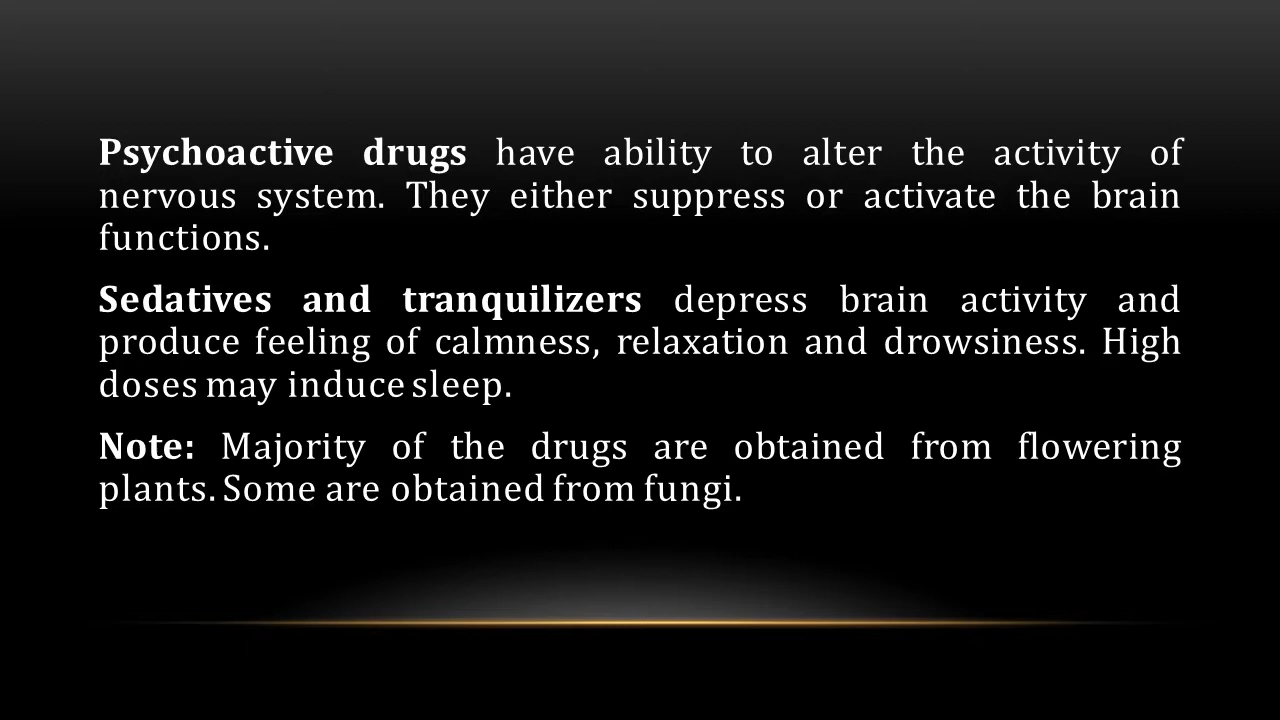 Psychoactive drugs have ability to alter the activity of
nervous system. They either suppress or activate the brain
functions.
Sedatives and tranquilizers depress brain activity and
produce feeling of calmness, relaxation and drowsiness. High
doses may induce sleep.
Note: Majority of the drugs are obtained from flowering
plants. Some are obtained from fungi.